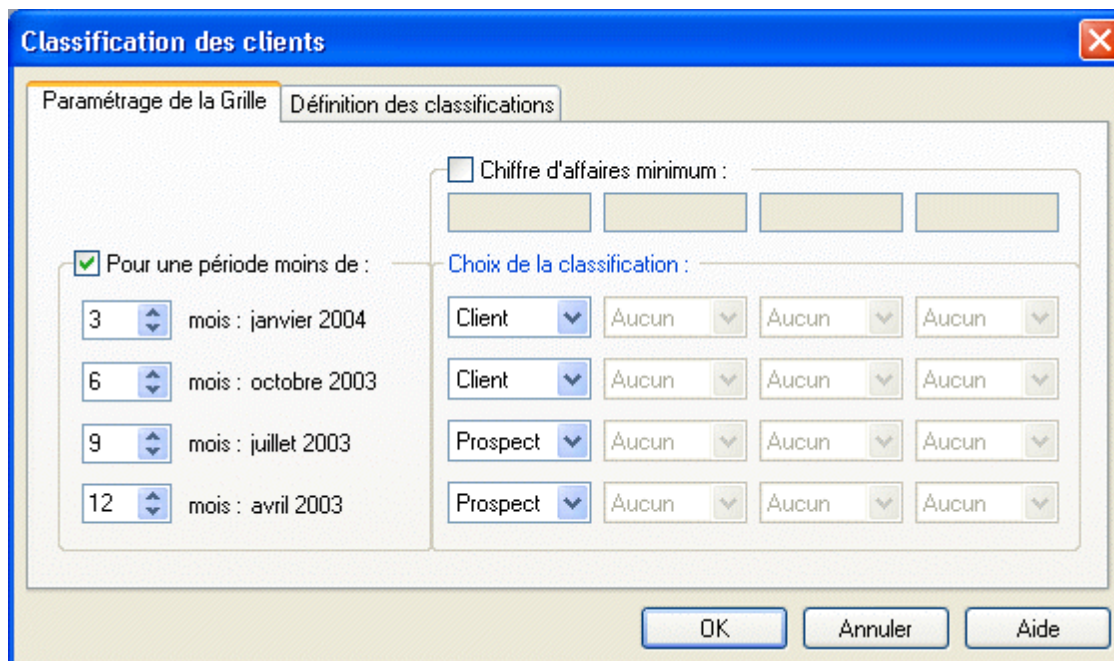 Classification des clients
Paramétrage de la Grille Définition des classifications
Chiffre d'affaires minimum :
Pour une période moins de : Choix de la classification :
3 mois : janvier 2004 Client Aucun Aucun Aucun
6 mois : octobre 2003 Client Aucun Aucun Aucun
9 mois : juillet 2003 Prospect Aucun Aucun Aucun
12 mois : avril 2003 Prospect Aucun Aucun Aucun
OK Annuler Aide